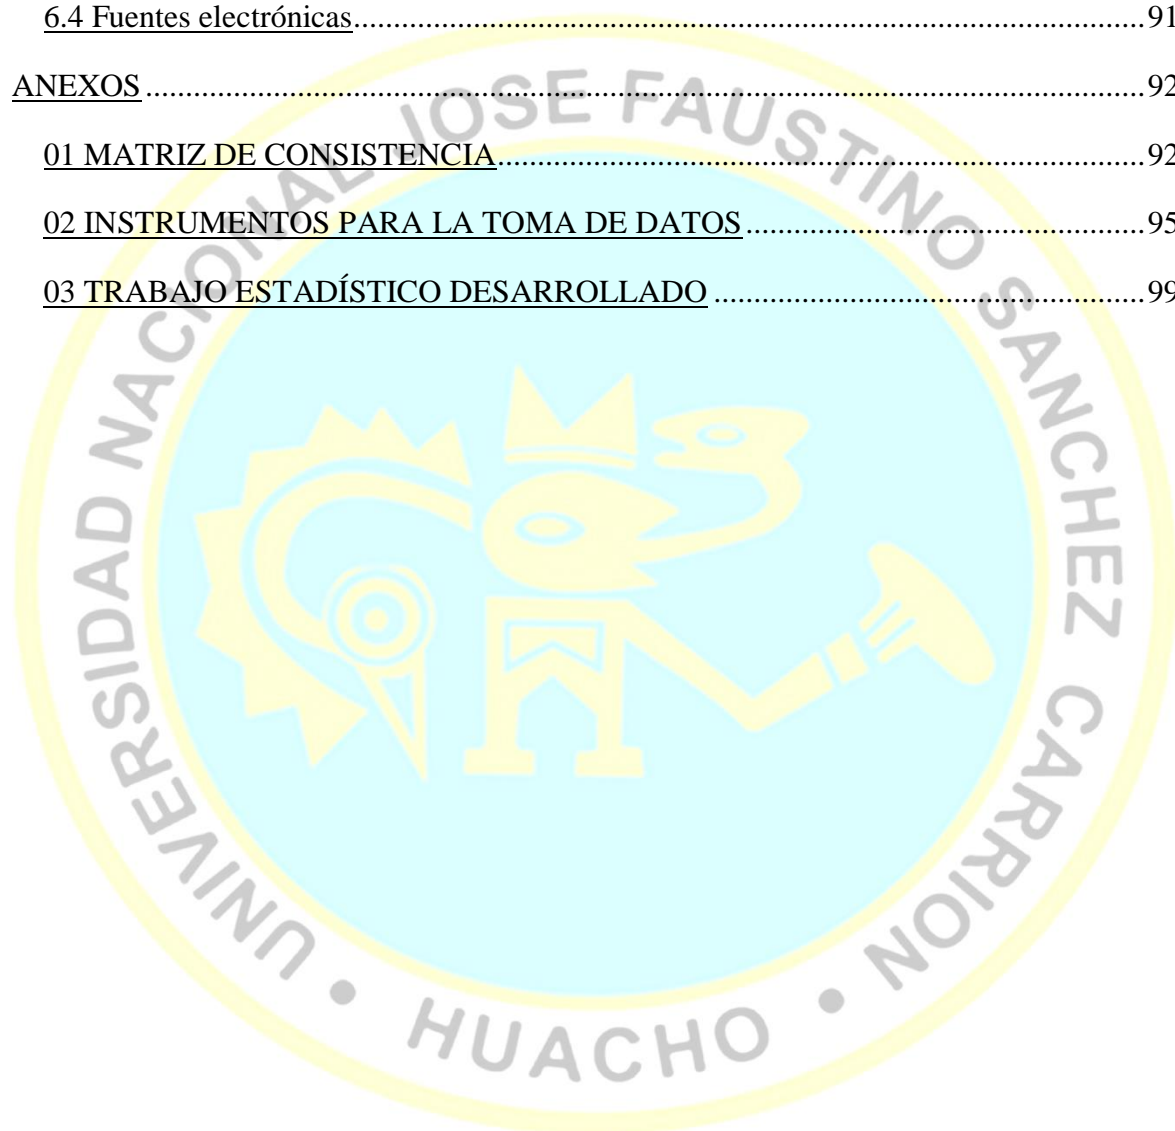 6.4 Fuentes electrónicas.....91
ANEXOS.....92
01 MATRIZ DE CONSISTENCIA.....92
02 INSTRUMENTOS PARA LA TOMA DE DATOS.....95
03 TRABAJO ESTADÍSTICO DESARROLLADO.....99
UNIVERSIDAD NACIONAL JOSE FAUSTINO SANCHEZ CARRION • HUACHO •